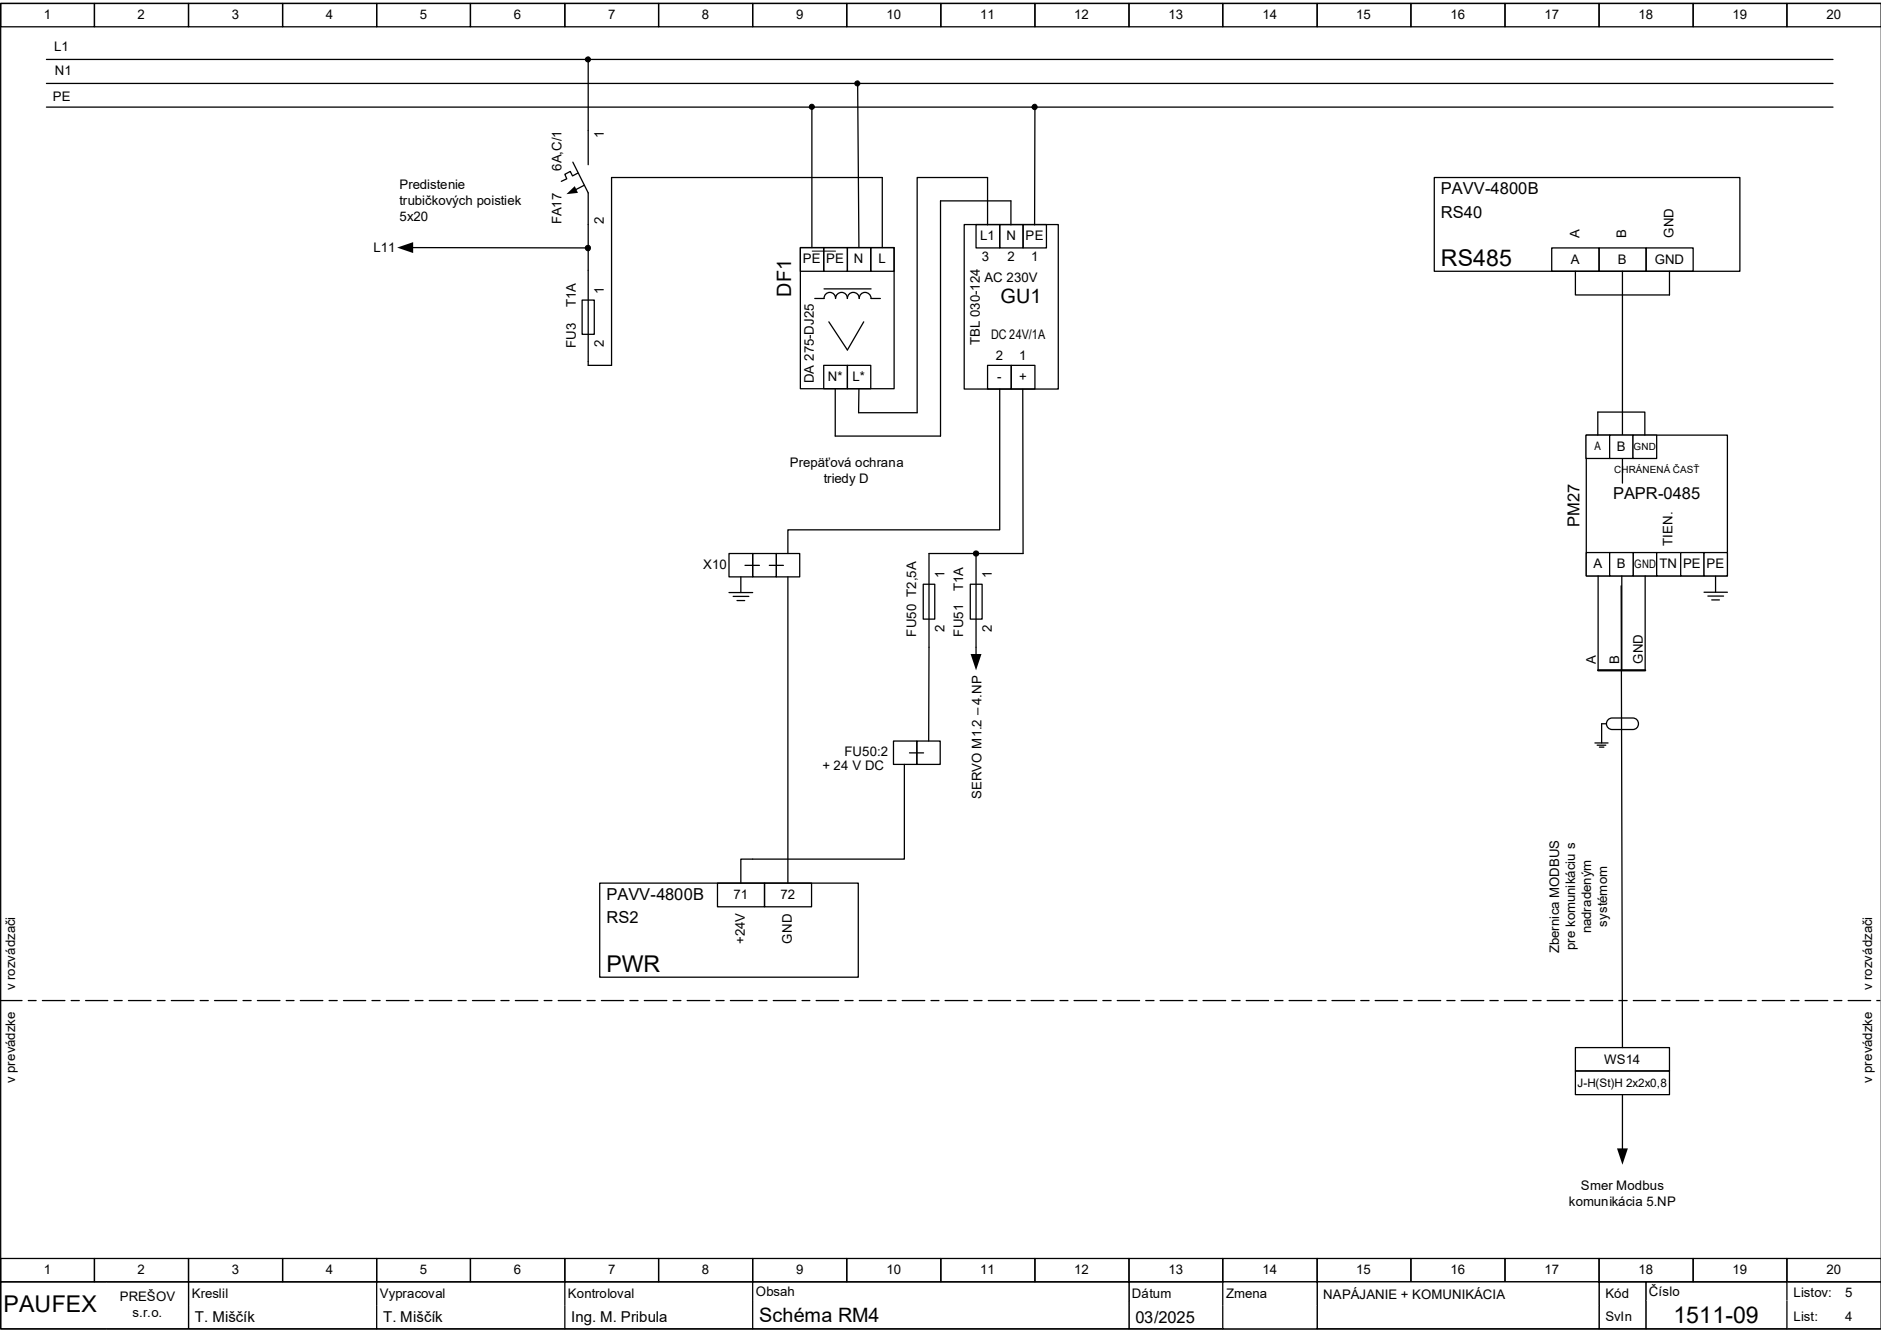 1 2 3 4 5 6 7 8 9 10 11 12 13 14 15 16 17 18 19 20
L1
N1
PE
FA17 6A,C/1
1
2
Predistenie
trubičkových poistiek
5x20
L11
FU3 T1A
1
2
DF1
PE PE N L
DA 275-DJ25
N* L*
Prepäťová ochrana
triedy D
L1 N PE
3 2 1
AC 230V
GU1
TBL 030-124
DC 24V/1A
2 1
- +
X10
FU50 T2,5A
1
2
FU51 T1A
1
2
SERVO M1.2 – 4.NP
FU50:2
+ 24 V DC
PAVV-4800B
RS2
PWR
71 72
+24V
GND
PAVV-4800B
RS40
RS485
A B GND
A B GND
A B GND
CHRÁNENÁ ČASŤ
PAPR-0485
PM27
TIEN.
A B GND TN PE PE
A B GND
Zbernica MODBUS
pre komunikáciu s
nadradeným
systémom
v rozvádzači
v rozvádzači
v prevádzke
v prevádzke
WS14
J-H(St)H 2x2x0,8
Smer Modbus
komunikácia 5.NP
1 2 3 4 5 6 7 8 9 10 11 12 13 14 15 16 17 18 19 20
PAUFEX
PREŠOV
s.r.o.
Kreslil
T. Miščík
Vypracoval
T. Miščík
Kontroloval
Ing. M. Pribula
Obsah
Schéma RM4
Dátum
03/2025
Zmena
NAPÁJANIE + KOMUNIKÁCIA
Kód
SvIn
Číslo
1511-09
Listov: 5
List: 4